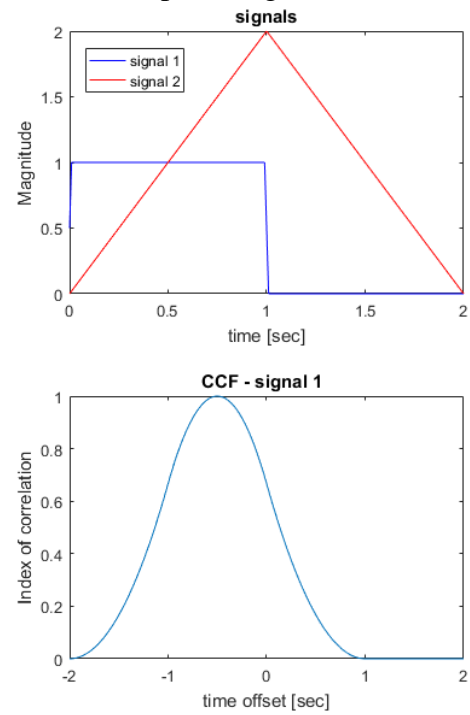 signals
signal 1
signal 2
Magnitude
2
1.5
1
0.5
0
0 0.5 1 1.5 2
time [sec]
CCF - signal 1
Index of correlation
1
0.8
0.6
0.4
0.2
0
-2 -1 0 1 2
time offset [sec]